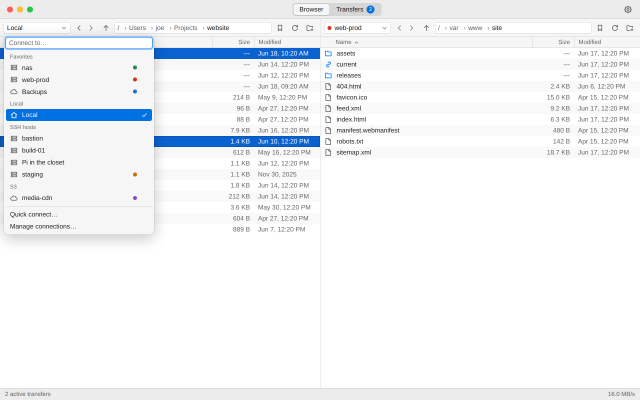 Browser Transfers 2
Local / › Users › joe › Projects › website
web-prod / › var › www › site
Connect to…
Favorites
nas
web-prod
Backups
Local
Local
SSH hosts
bastion
build-01
Pi in the closet
staging
S3
media-cdn
Quick connect…
Manage connections…
Size Modified
— Jun 18, 10:20 AM
— Jun 14, 12:20 PM
— Jun 12, 12:20 PM
— Jun 18, 09:20 AM
214 B May 9, 12:20 PM
96 B Apr 27, 12:20 PM
88 B Apr 27, 12:20 PM
7.9 KB Jun 16, 12:20 PM
1.4 KB Jun 10, 12:20 PM
612 B May 16, 12:20 PM
1.1 KB Jun 12, 12:20 PM
1.1 KB Nov 30, 2025
1.8 KB Jun 14, 12:20 PM
212 KB Jun 14, 12:20 PM
3.6 KB May 30, 12:20 PM
604 B Apr 27, 12:20 PM
889 B Jun 7, 12:20 PM
Name Size Modified
assets — Jun 17, 12:20 PM
current — Jun 17, 12:20 PM
releases — Jun 17, 12:20 PM
404.html 2.4 KB Jun 6, 12:20 PM
favicon.ico 15.0 KB Apr 15, 12:20 PM
feed.xml 9.2 KB Jun 17, 12:20 PM
index.html 6.3 KB Jun 17, 12:20 PM
manifest.webmanifest 480 B Apr 15, 12:20 PM
robots.txt 142 B Apr 15, 12:20 PM
sitemap.xml 18.7 KB Jun 17, 12:20 PM
2 active transfers 16.0 MB/s